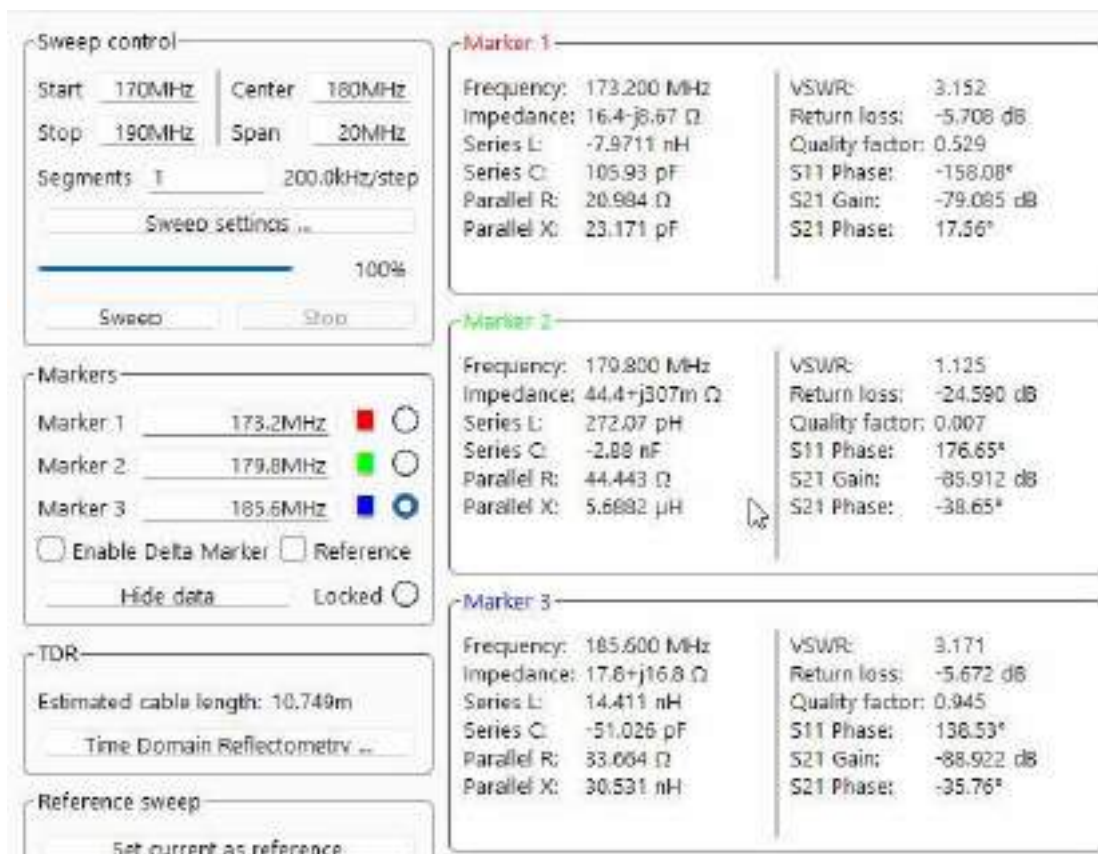 Sweep control
Start 170MHz Center 180MHz
Stop 190MHz Span 20MHz
Segments 1 200.0kHz/step
Sweep settings ...
100%
Sweep Stop
Markers
Marker 1 173.2MHz
Marker 2 179.8MHz
Marker 3 185.6MHz
Enable Delta Marker Reference
Hide data Locked
TDR
Estimated cable length: 10.749m
Time Domain Reflectometry ...
Reference sweep
Set current as reference
Marker 1
Frequency: 173.200 MHz VSWR: 3.152
Impedance: 16.4-j8.67 Ω Return loss: -5.708 dB
Series L: -7.9711 nH Quality factor: 0.529
Series C: 105.93 pF S11 Phase: -158.08°
Parallel R: 20.984 Ω S21 Gain: -79.085 dB
Parallel X: 23.171 pF S21 Phase: 17.56°
Marker 2
Frequency: 179.800 MHz VSWR: 1.125
Impedance: 44.4+j307m Ω Return loss: -24.590 dB
Series L: 272.07 pH Quality factor: 0.007
Series C: -2.88 nF S11 Phase: 176.65°
Parallel R: 44.443 Ω S21 Gain: -85.912 dB
Parallel X: 5.6882 μH S21 Phase: -38.65°
Marker 3
Frequency: 185.600 MHz VSWR: 3.171
Impedance: 17.8+j16.8 Ω Return loss: -5.672 dB
Series L: 14.411 nH Quality factor: 0.945
Series C: -51.026 pF S11 Phase: 138.53°
Parallel R: 33.664 Ω S21 Gain: -88.922 dB
Parallel X: 30.531 nH S21 Phase: -35.76°